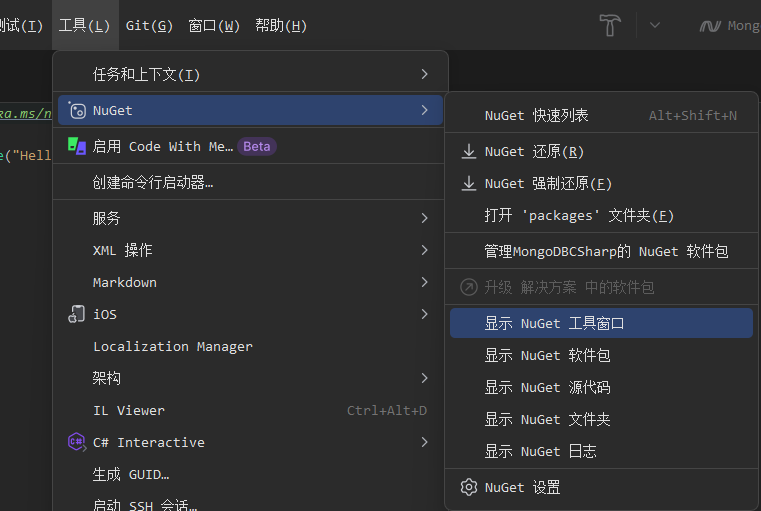 测试(I) 工具(L) Git(G) 窗口(W) 帮助(H) Mongo
ka.ms/n
e("Hell
任务和上下文(I)
NuGet
启用 Code With Me… Beta
创建命令行启动器…
服务
XML 操作
Markdown
iOS
Localization Manager
架构
IL Viewer Ctrl+Alt+D
C# Interactive
生成 GUID…
启动 SSH 会话…
NuGet 快速列表 Alt+Shift+N
NuGet 还原(R)
NuGet 强制还原(F)
打开 'packages' 文件夹(F)
管理MongoDBCSharp的 NuGet 软件包
升级 解决方案 中的软件包
显示 NuGet 工具窗口
显示 NuGet 软件包
显示 NuGet 源代码
显示 NuGet 文件夹
显示 NuGet 日志
NuGet 设置